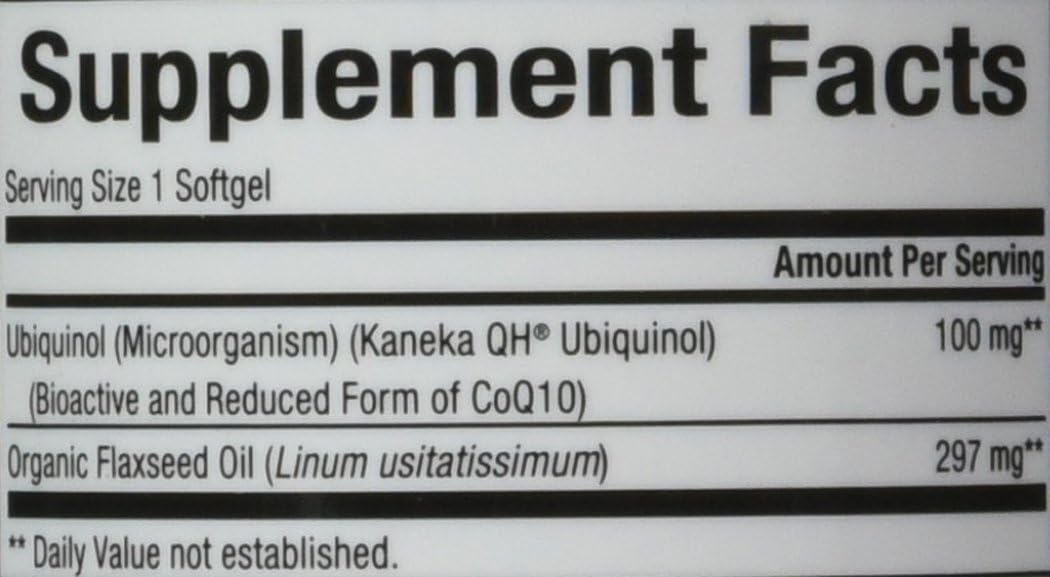 Supplement Facts
Serving Size 1 Softgel
Amount Per Serving
Ubiquinol (Microorganism) (Kaneka QH® Ubiquinol) 100 mg**
(Bioactive and Reduced Form of CoQ10)
Organic Flaxseed Oil (Linum usitatissimum) 297 mg**
** Daily Value not established.